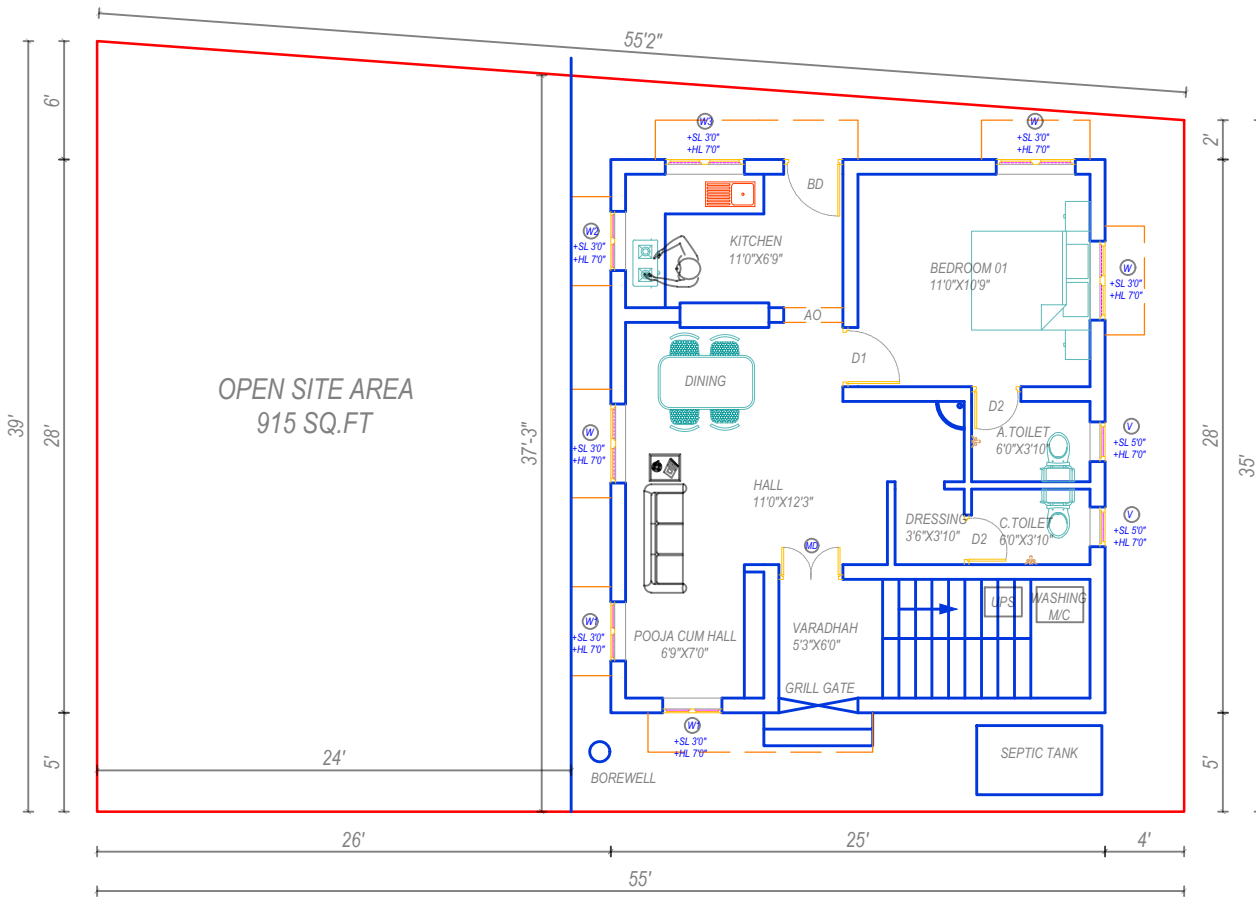 55'2"
6'
39'
28'
5'
2'
28'
35'
5'
W3
+SL 3'0"
+HL 7'0"
W
+SL 3'0"
+HL 7'0"
BD
W2
+SL 3'0"
+HL 7'0"
KITCHEN
11'0"X6'9"
BEDROOM 01
11'0"X10'9"
W
+SL 3'0"
+HL 7'0"
AO
D1
OPEN SITE AREA
915 SQ.FT
37'-3"
DINING
D2
W
+SL 3'0"
+HL 7'0"
A.TOILET
6'0"X3'10"
V
+SL 5'0"
+HL 7'0"
HALL
11'0"X12'3"
DRESSING
3'6"X3'10"
D2
C.TOILET
6'0"X3'10"
V
+SL 5'0"
+HL 7'0"
MD
W1
+SL 3'0"
+HL 7'0"
POOJA CUM HALL
6'9"X7'0"
VARADHAH
5'3"X6'0"
UPS
WASHING
M/C
GRILL GATE
W1
+SL 3'0"
+HL 7'0"
24'
BOREWELL
SEPTIC TANK
26'
25'
4'
55'